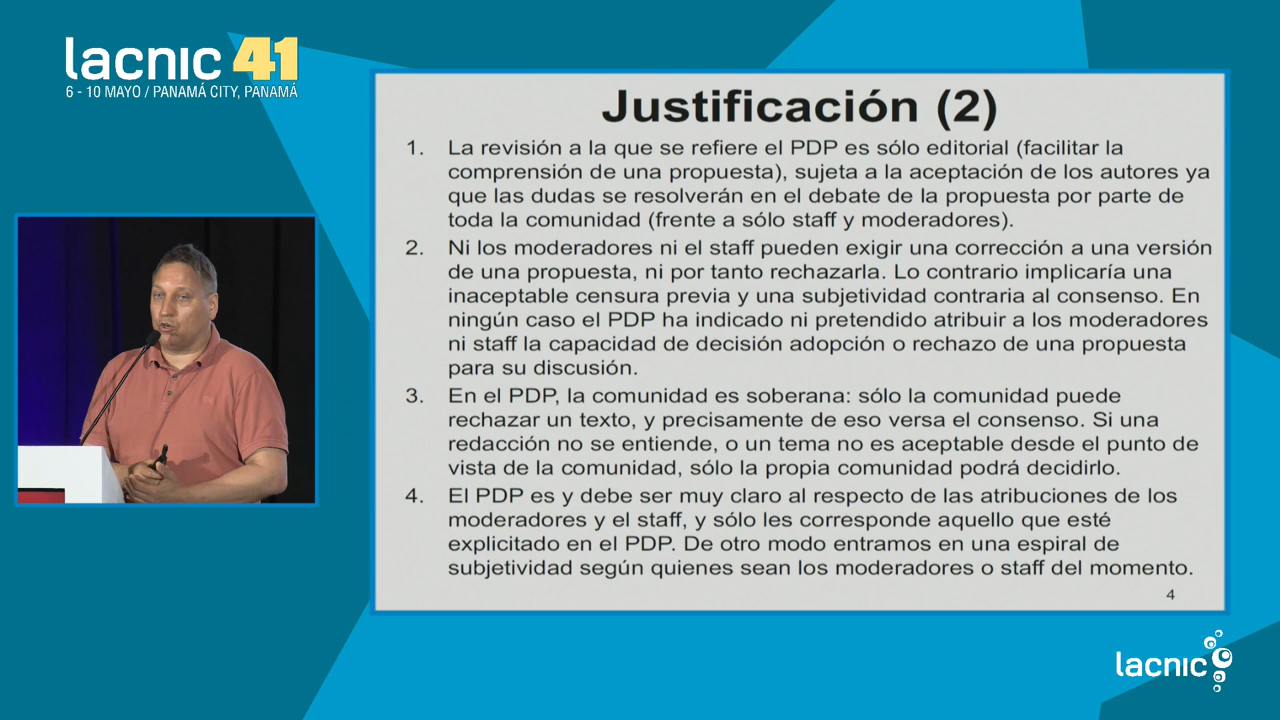 lacnic 41
6 - 10 MAYO / PANAMÁ CITY, PANAMÁ
Justificación (2)
1. La revisión a la que se refiere el PDP es sólo editorial (facilitar la
comprensión de una propuesta), sujeta a la aceptación de los autores ya
que las dudas se resolverán en el debate de la propuesta por parte de
toda la comunidad (frente a sólo staff y moderadores).
2. Ni los moderadores ni el staff pueden exigir una corrección a una versión
de una propuesta, ni por tanto rechazarla. Lo contrario implicaría una
inaceptable censura previa y una subjetividad contraria al consenso. En
ningún caso el PDP ha indicado ni pretendido atribuir a los moderadores
ni staff la capacidad de decisión adopción o rechazo de una propuesta
para su discusión.
3. En el PDP, la comunidad es soberana: sólo la comunidad puede
rechazar un texto, y precisamente de eso versa el consenso. Si una
redacción no se entiende, o un tema no es aceptable desde el punto de
vista de la comunidad, sólo la propia comunidad podrá decidirlo.
4. El PDP es y debe ser muy claro al respecto de las atribuciones de los
moderadores y el staff, y sólo les corresponde aquello que esté
explicitado en el PDP. De otro modo entramos en una espiral de
subjetividad según quienes sean los moderadores o staff del momento.
4
lacnic